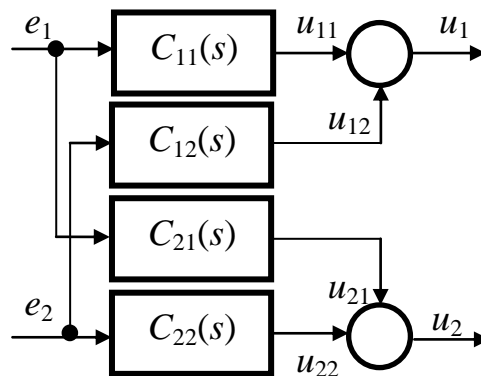 e₁ C₁₁(s) u₁₁ u₁
C₁₂(s) u₁₂
C₂₁(s) u₂₁
e₂ C₂₂(s) u₂₂ u₂